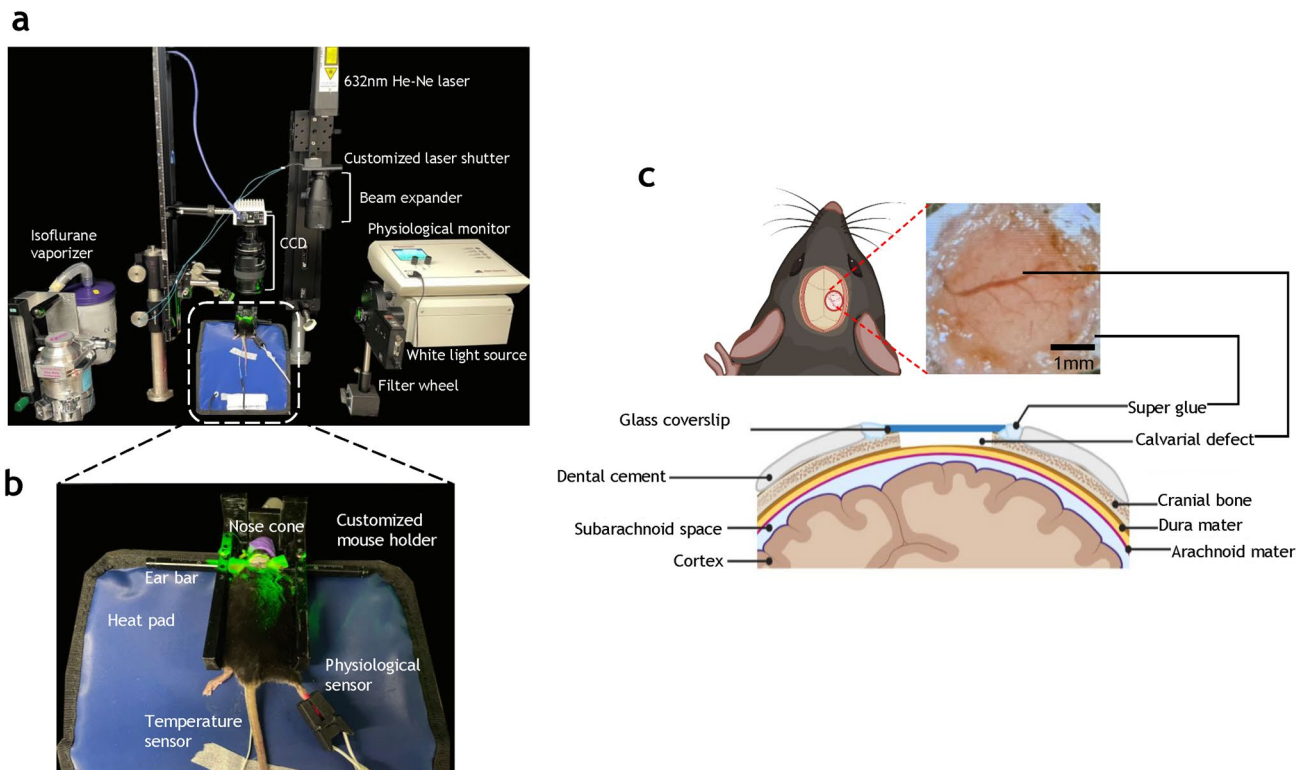 a
632nm He-Ne laser
Customized laser shutter
Beam expander
Physiological monitor
CCD
Isoflurane
vaporizer
White light source
Filter wheel
b
Nose cone
Customized
mouse holder
Ear bar
Heat pad
Physiological
sensor
Temperature
sensor
c
1mm
Super glue
Glass coverslip
Calvarial defect
Dental cement
Cranial bone
Subarachnoid space
Dura mater
Arachnoid mater
Cortex